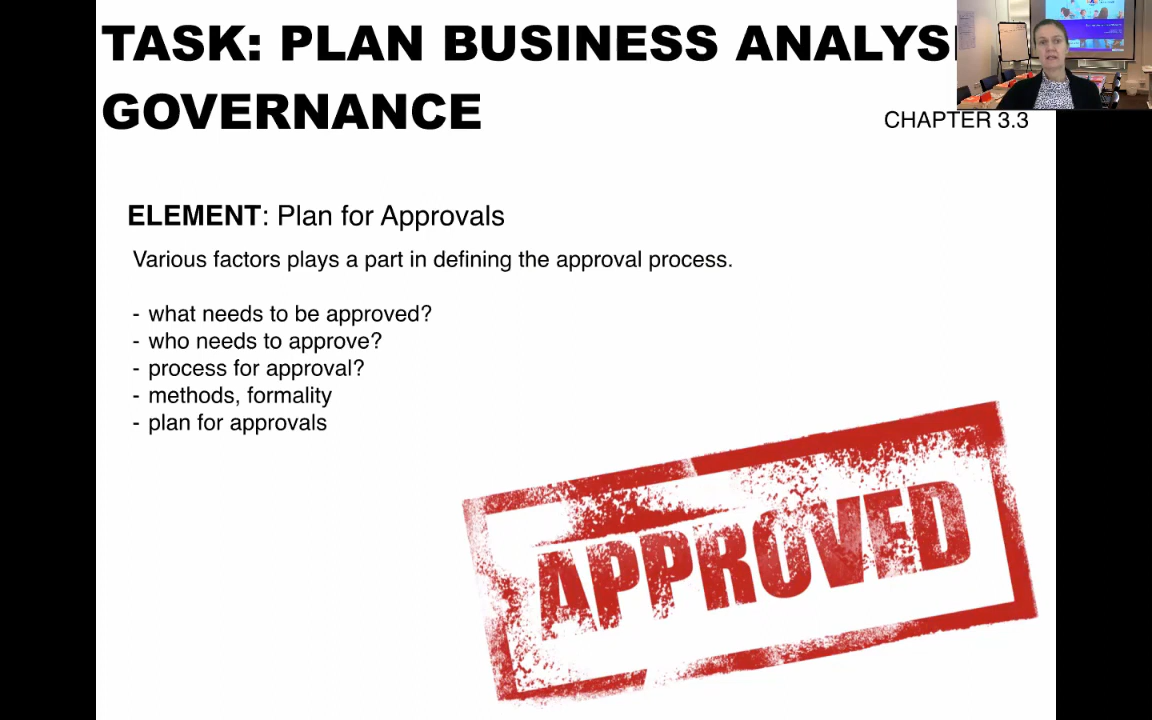 TASK: PLAN BUSINESS ANALYS
GOVERNANCE
CHAPTER 3.3
ELEMENT: Plan for Approvals
Various factors plays a part in defining the approval process.
- what needs to be approved?
- who needs to approve?
- process for approval?
- methods, formality
- plan for approvals
APPROVED